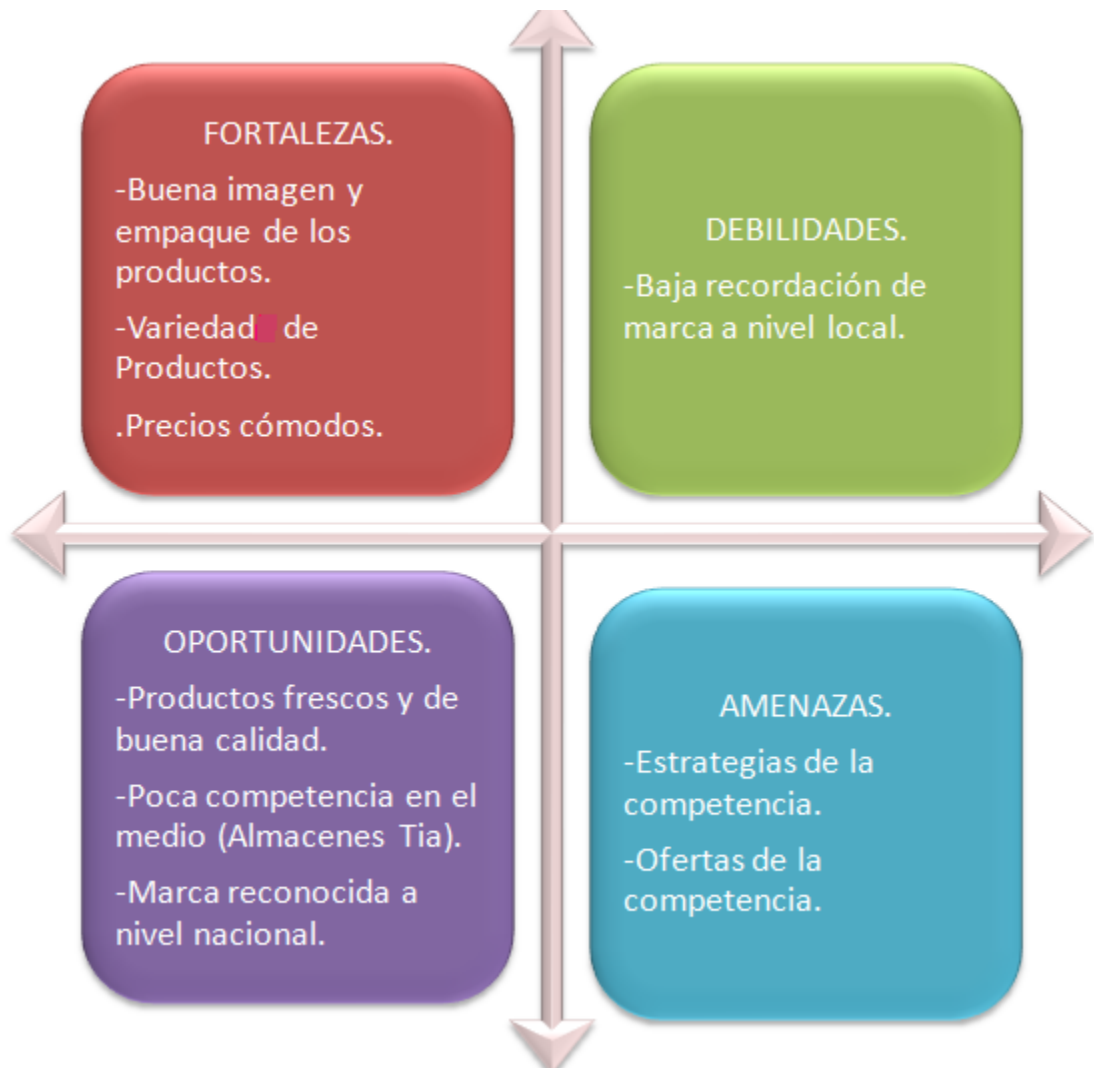 FORTALEZAS.
-Buena imagen y
empaque de los
productos.
-Variedad de
Productos.
.Precios cómodos.
DEBILIDADES.
-Baja recordación de
marca a nivel local.
OPORTUNIDADES.
-Productos frescos y de
buena calidad.
-Poca competencia en el
medio (Almacenes Tia).
-Marca reconocida a
nivel nacional.
AMENAZAS.
-Estrategias de la
competencia.
-Ofertas de la
competencia.